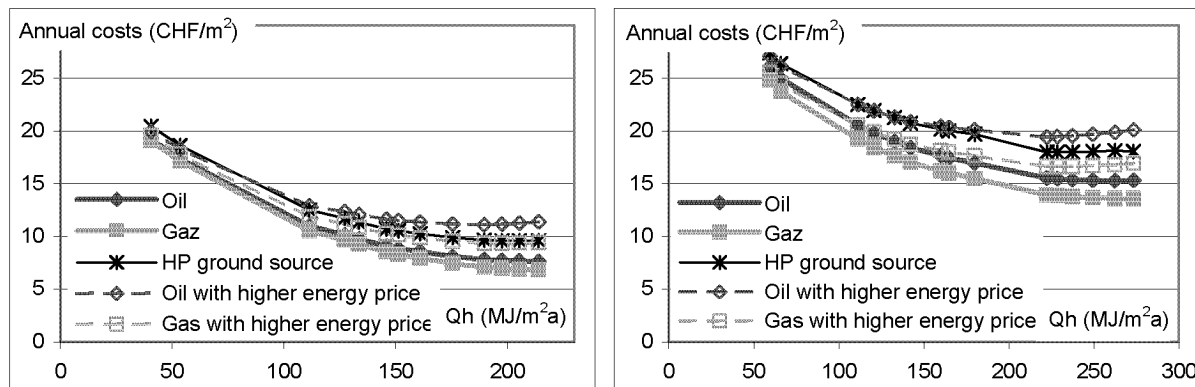 Annual costs (CHF/m²)
25
20
15
10
5
0
Oil
Gaz
HP ground source
Oil with higher energy price
Gas with higher energy price
Qh (MJ/m²a)
0 50 100 150 200
Annual costs (CHF/m²)
25
20
15
10
5
0
Oil
Gaz
HP ground source
Oil with higher energy price
Gas with higher energy price
Qh (MJ/m²a)
0 50 100 150 200 250 300